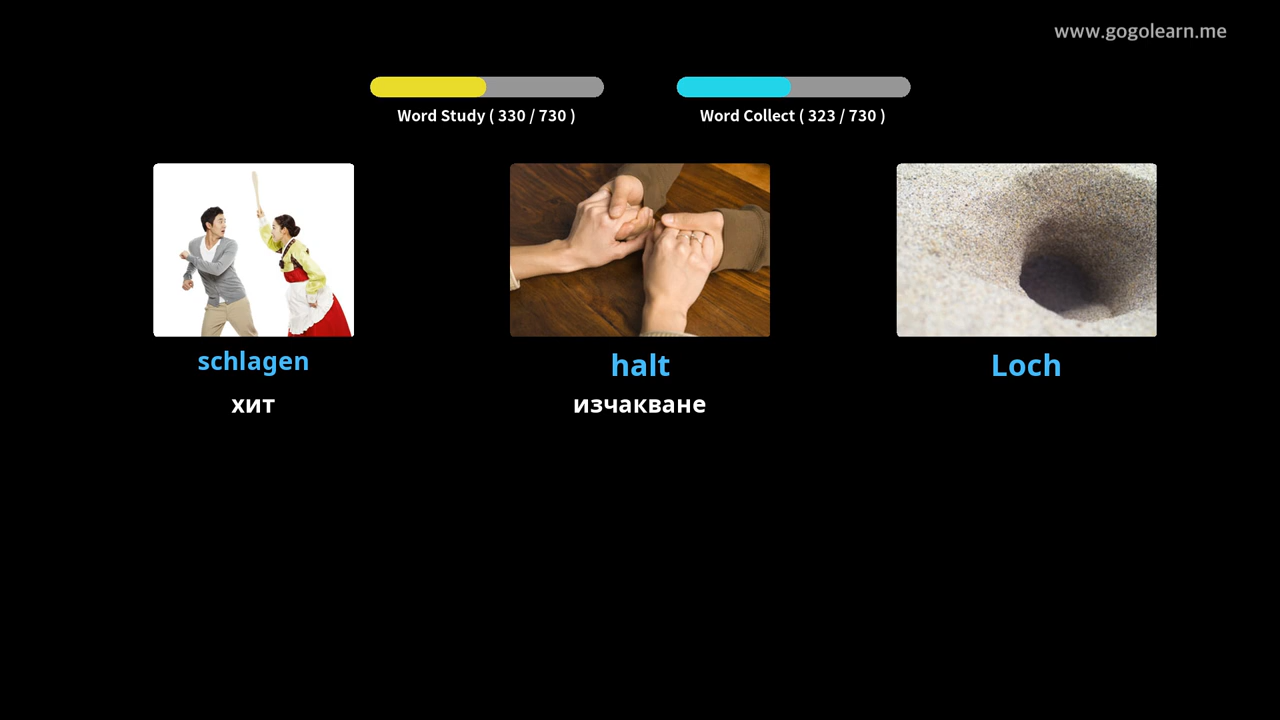 www.gogolearn.me
Word Study ( 330 / 730 )
Word Collect ( 323 / 730 )
schlagen
halt
Loch
хит
изчакване